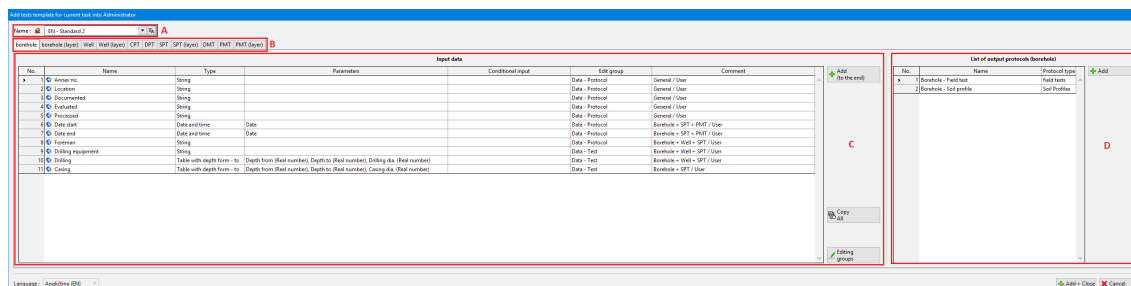 Add tests template for current task into Administrator
Name : EN - Standard 2 A
borehole borehole (layer) Well Well (layer) CPT DPT SPT SPT (layer) DMT PMT PMT (layer) B
Input data
No. Name Type Parameters Conditional input Edit group Comment
1 Annex no. String Data - Protocol General / User
2 Location String Data - Protocol General / User
3 Documented String Data - Protocol General / User
4 Evaluated String Data - Protocol General / User
5 Processed String Data - Protocol General / User
6 Date start Date and time Date Data - Protocol Borehole + SPT + PMT / User
7 Date end Date and time Date Data - Protocol Borehole + SPT + PMT / User
8 Foreman String Data - Protocol Borehole + Well + SPT / User
9 Drilling equipment String Data - Test Borehole + Well + SPT / User
10 Drilling Table with depth form - to Depth from (Real number), Depth to (Real number), Drilling dia. (Real number) Data - Test Borehole + Well + SPT / User
11 Casing Table with depth form - to Depth from (Real number), Depth to (Real number), Casing dia. (Real number) Data - Test Borehole + SPT / User
Add
(to the end)
C
Copy
All
Editing
groups
List of output protocols (borehole)
No. Name Protocol type
1 Borehole - Field test field tests
2 Borehole - Soil profile Soil Profiles
Add
D
Language : Angličtina (EN)
Add + Close Cancel